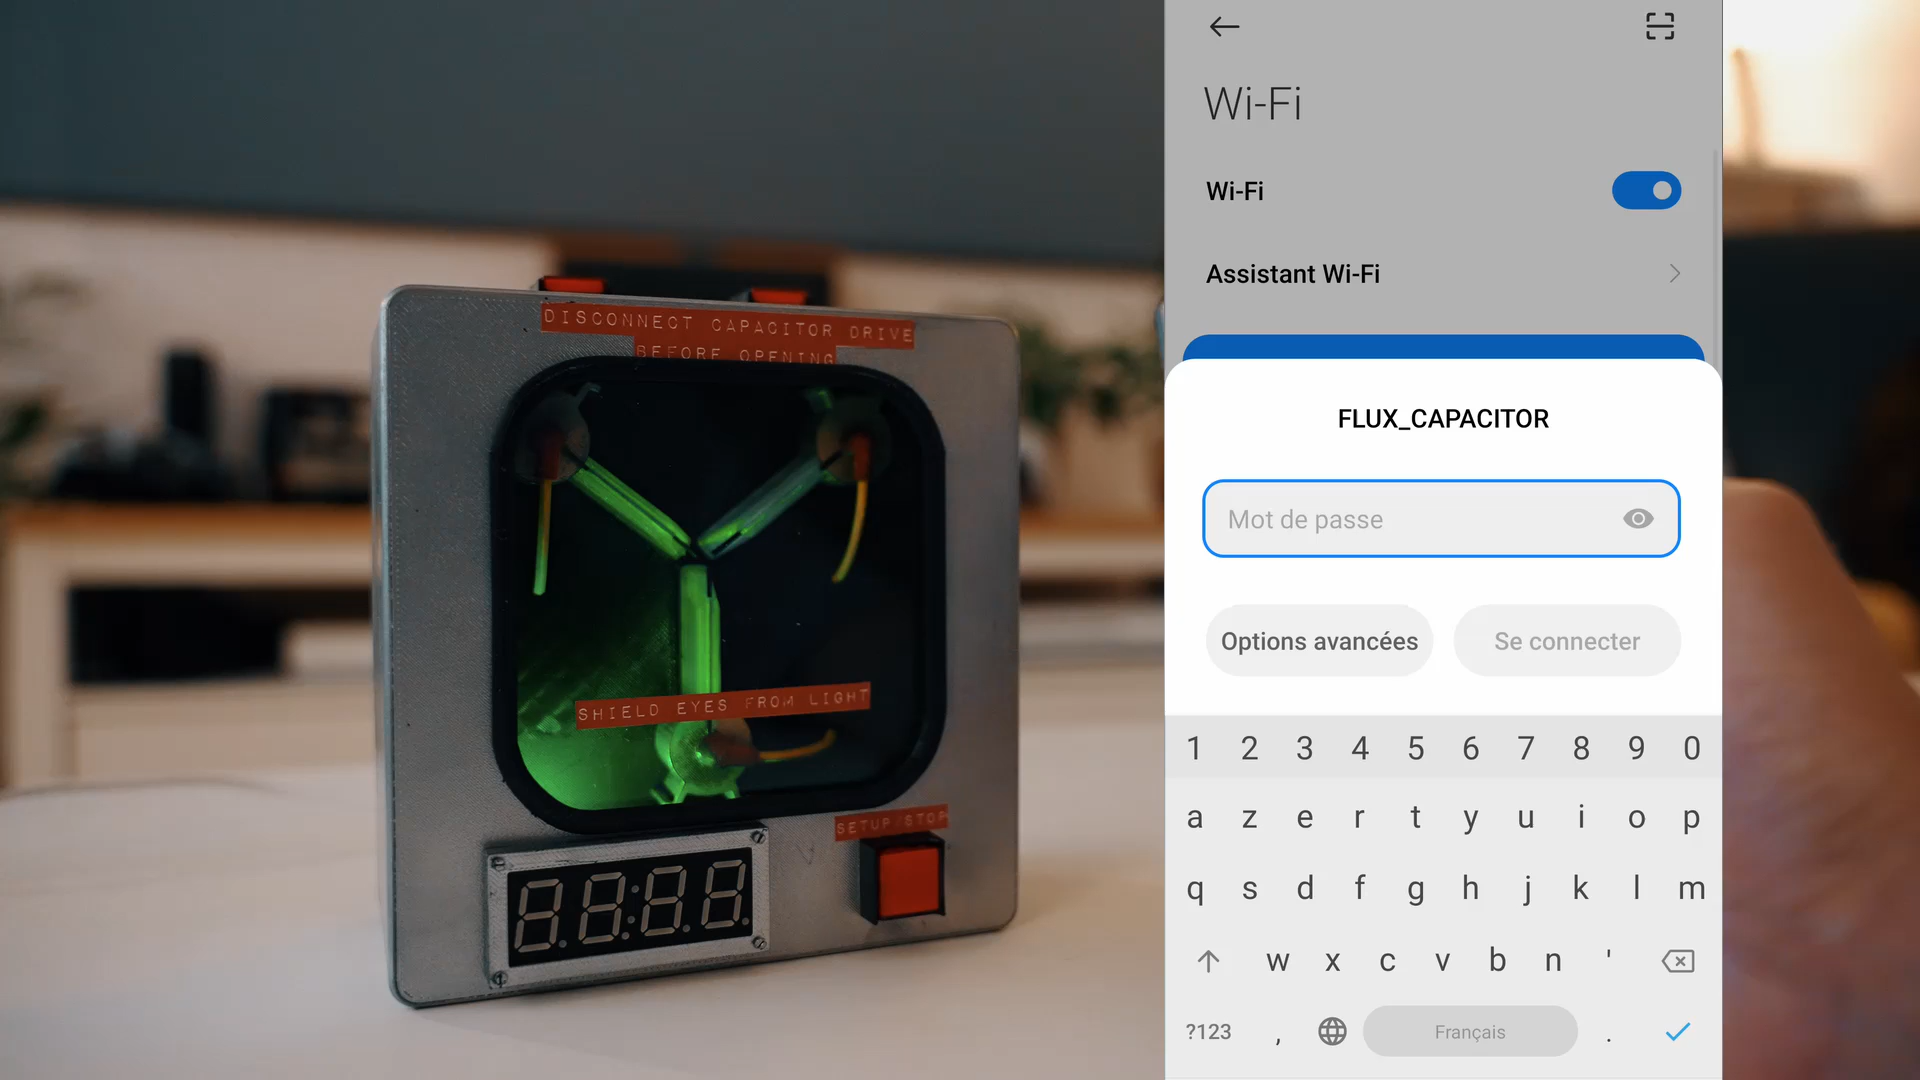 DISCONNECT CAPACITOR DRIVE
BEFORE OPENING
SHIELD EYES FROM LIGHT
SETUP/STOP
88:88
Wi-Fi
Wi-Fi
Assistant Wi-Fi
FLUX_CAPACITOR
Mot de passe
Options avancées
Se connecter
1 2 3 4 5 6 7 8 9 0
a z e r t y u i o p
q s d f g h j k l m
w x c v b n '
?123 , Français .